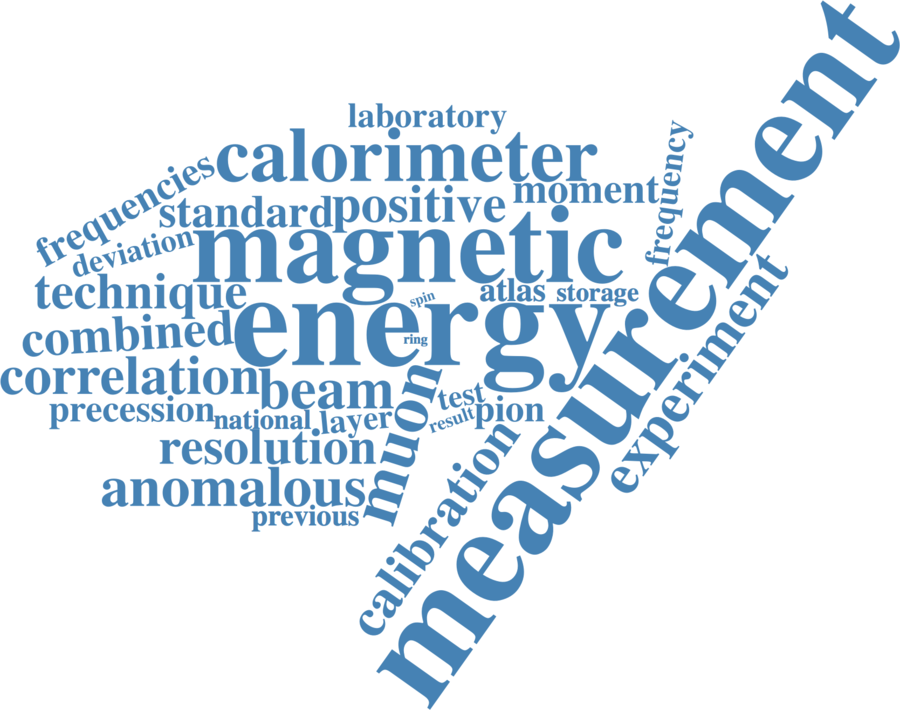 laboratory
calorimeter
frequencies
moment
frequency
standard
positive
deviation
magnetic
measurement
technique
atlas
storage
spin
energy
experiment
combined
ring
correlation
beam
muon
test
precession
national
layer
result
pion
resolution
calibration
anomalous
previous